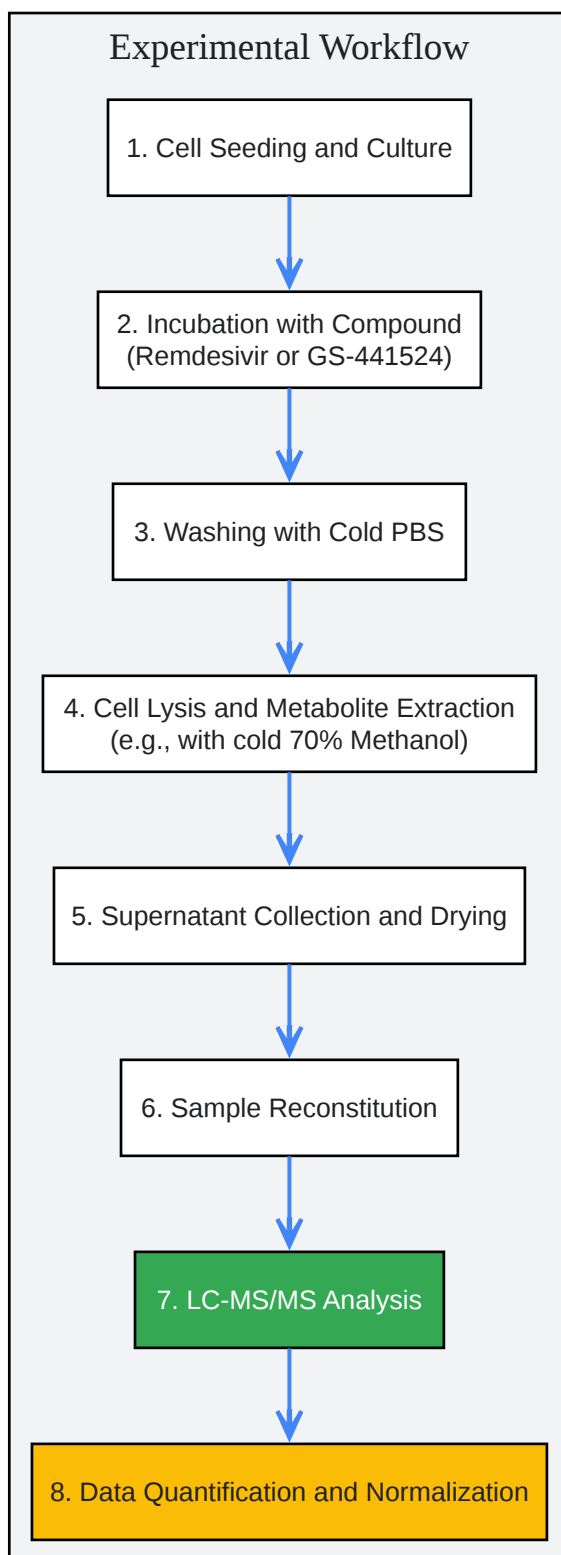 Experimental Workflow
1. Cell Seeding and Culture
2. Incubation with Compound
(Remdesivir or GS-441524)
3. Washing with Cold PBS
4. Cell Lysis and Metabolite Extraction
(e.g., with cold 70% Methanol)
5. Supernatant Collection and Drying
6. Sample Reconstitution
7. LC-MS/MS Analysis
8. Data Quantification and Normalization